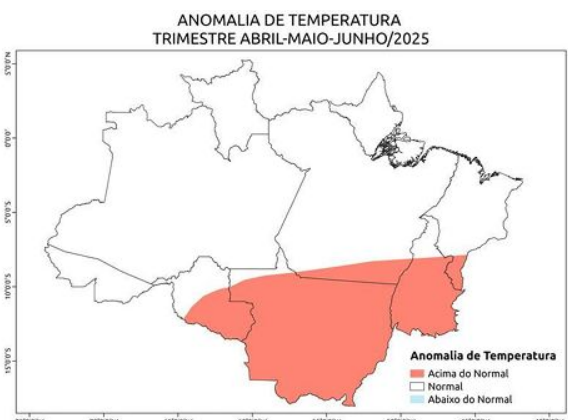 ANOMALIA DE TEMPERATURA
TRIMESTRE ABRIL-MAIO-JUNHO/2025
5°0'0"N
0°0'0"
5°0'0"S
10°0'0"S
15°0'0"S
Anomalia de Temperatura
Acima do Normal
Normal
Abaixo do Normal